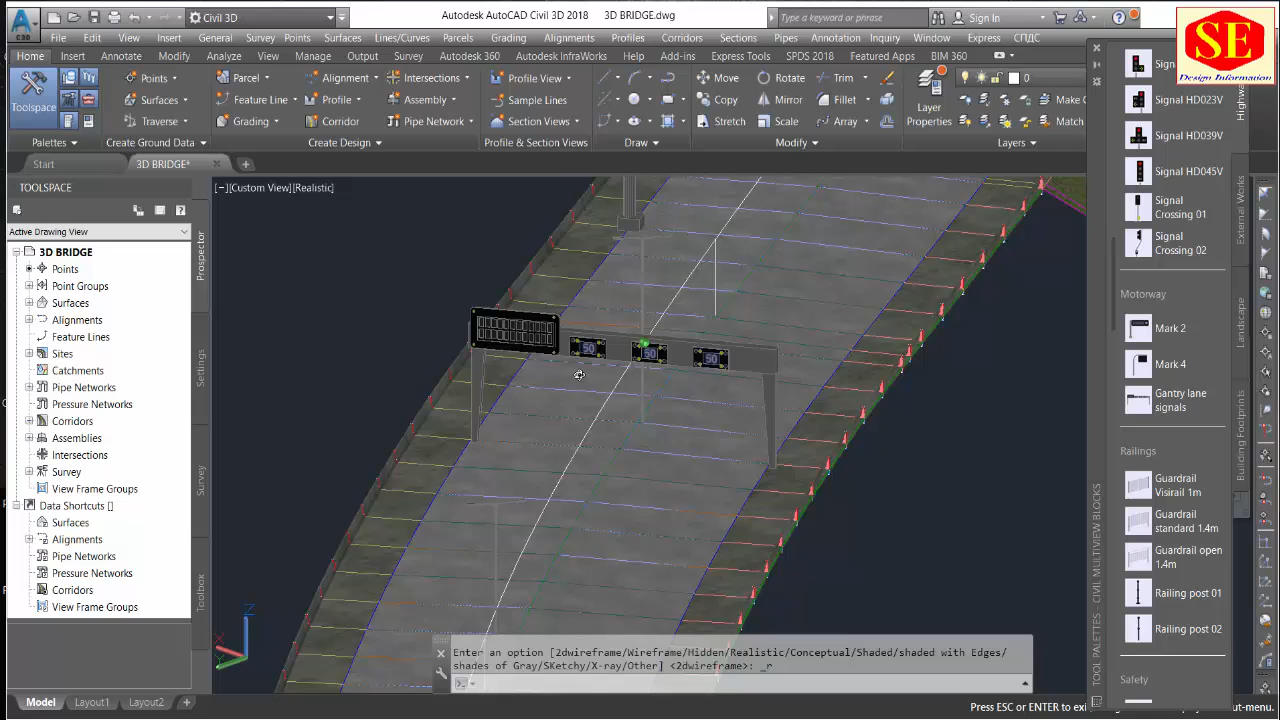 Civil 3D
Autodesk AutoCAD Civil 3D 2018 3D BRIDGE.dwg
Type a keyword or phrase
Sign In
SE
Design Information
C3D
File Edit View Insert General Survey Points Surfaces Lines/Curves Parcels Grading Alignments Profiles Corridors Sections Pipes Annotation Inquiry Window Express СПДС
Home Insert Annotate Modify Analyze View Manage Output Survey Autodesk 360 Autodesk InfraWorks Help Add-ins Express Tools SPDS 2018 Featured Apps BIM 360
Toolspace
Points
Surfaces
Traverse
Parcel
Feature Line
Grading
Alignment
Profile
Corridor
Intersections
Assembly
Pipe Network
Profile View
Sample Lines
Section Views
Move
Rotate
Trim
Copy
Mirror
Fillet
Stretch
Scale
Array
Layer
Properties
0
Make C
Match
Palettes
Create Ground Data
Create Design
Profile & Section Views
Draw
Modify
Layers
Start
3D BRIDGE*
TOOLSPACE
Active Drawing View
3D BRIDGE
Points
Point Groups
Surfaces
Alignments
Feature Lines
Sites
Catchments
Pipe Networks
Pressure Networks
Corridors
Assemblies
Intersections
Survey
View Frame Groups
Data Shortcuts []
Surfaces
Alignments
Pipe Networks
Pressure Networks
Corridors
View Frame Groups
Prospector
Settings
Survey
Toolbox
[−][Custom View][Realistic]
50
50
50
Z
Enter an option [2dwireframe/Wireframe/Hidden/Realistic/Conceptual/Shaded/shaded with Edges/
shades of Gray/SKetchy/X-ray/Other] <2dwireframe>: _r
Signal HD023V
Signal HD039V
Signal HD045V
Signal
Crossing 01
Signal
Crossing 02
Motorway
Mark 2
Mark 4
Gantry lane
signals
Railings
Guardrail
Visirail 1m
Guardrail
standard 1.4m
Guardrail open
1.4m
Railing post 01
Railing post 02
Safety
TOOL PALETTES - CIVIL MULTIVIEW BLOCKS
External Works
Landscape
Building Footprints
Model Layout1 Layout2
Press ESC or ENTER to exi
ut-menu.